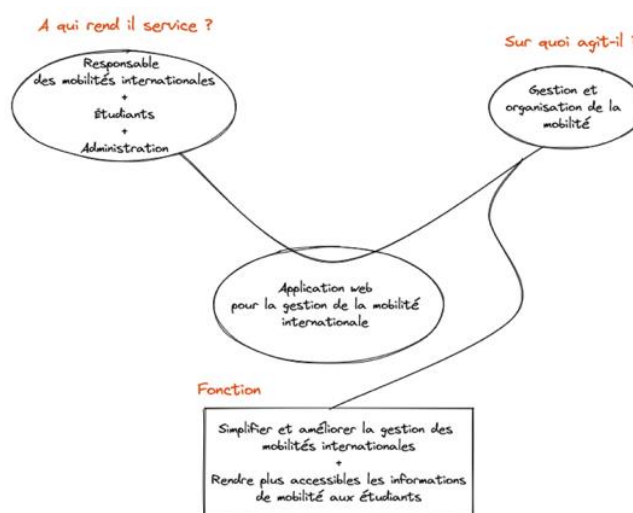 A qui rend il service ?
Responsable
des mobilités internationales
+
Étudiants
+
Administration
Sur quoi agit-il ?
Gestion et
organisation de la
mobilité
Application web
pour la gestion de la mobilité
internationale
Fonction
Simplifier et améliorer la gestion des
mobilités internationales
+
Rendre plus accessibles les informations
de mobilité aux étudiants